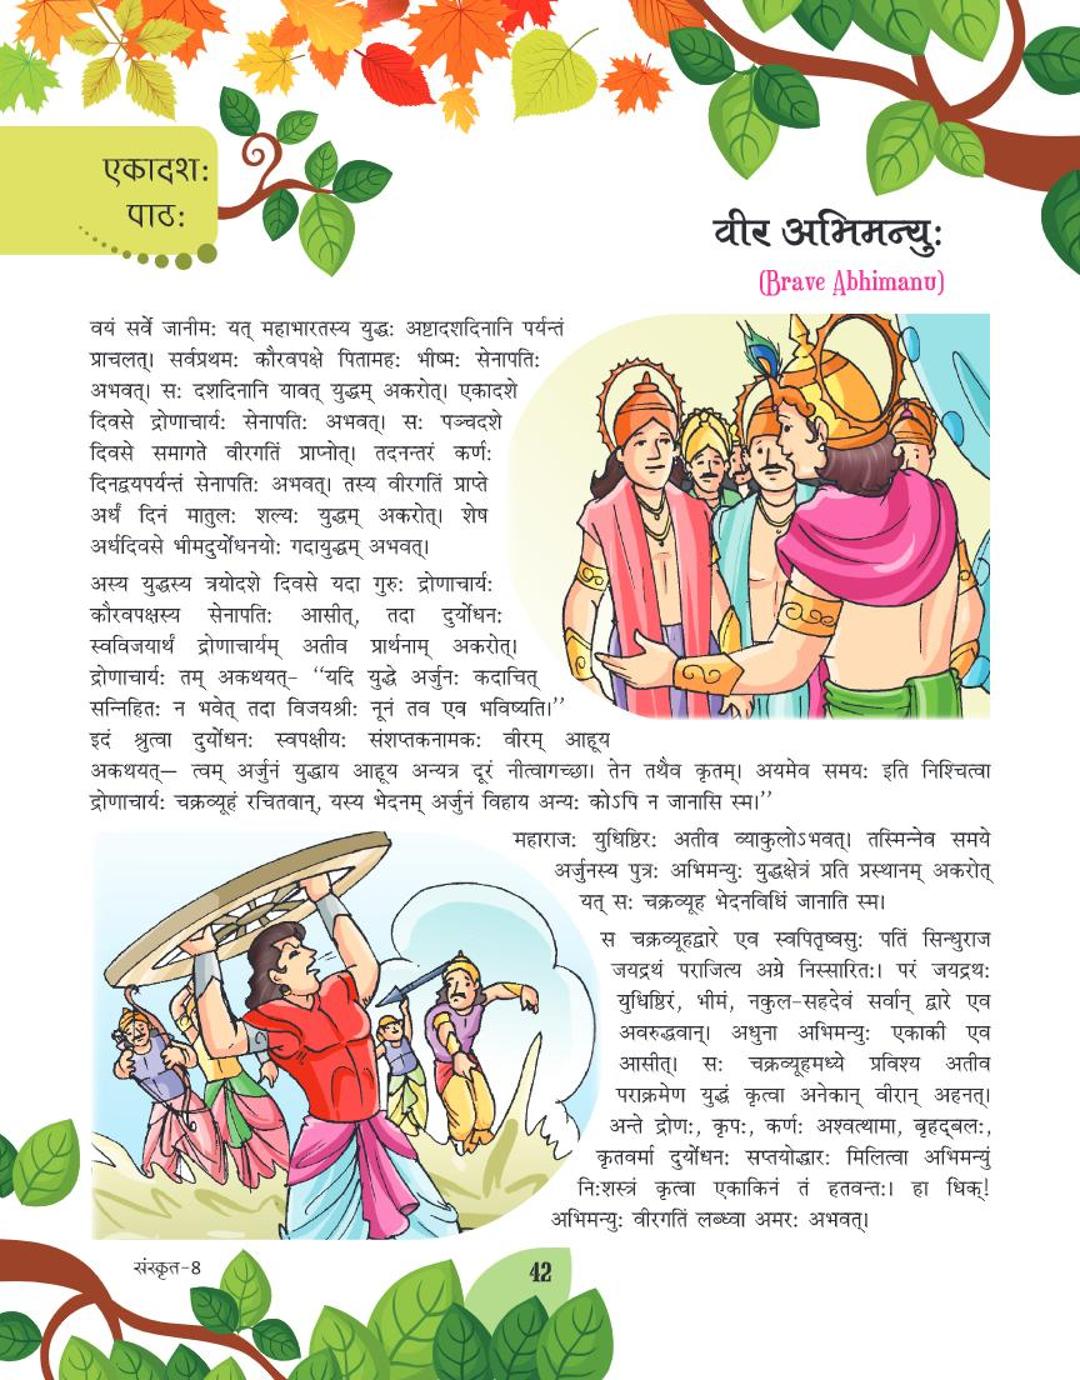 एकादशः
पाठः
वीर अभिमन्युः
(Brave Abhimanu)
वयं सर्वे जानीमः यत् महाभारतस्य युद्धः अष्टादशदिनानि पर्यन्तं
प्राचलत्। सर्वप्रथमः कौरवपक्षे पितामहः भीष्मः सेनापतिः
अभवत्। सः दशदिनानि यावत् युद्धम् अकरोत्। एकादशे
दिवसे द्रोणाचार्यः सेनापतिः अभवत्। सः पञ्चदशे
दिवसे समागते वीरगतिं प्राप्नोत्। तदनन्तरं कर्णः
दिनद्वयपर्यन्तं सेनापतिः अभवत्। तस्य वीरगतिं प्राप्ते
अर्धं दिनं मातुलः शल्यः युद्धम् अकरोत्। शेष
अर्धदिवसे भीमदुर्योधनयोः गदायुद्धम् अभवत्।
अस्य युद्धस्य त्रयोदशे दिवसे यदा गुरुः द्रोणाचार्यः
कौरवपक्षस्य सेनापतिः आसीत्, तदा दुर्योधनः
स्वविजयार्थं द्रोणाचार्यम् अतीव प्रार्थनाम् अकरोत्।
द्रोणाचार्यः तम् अकथयत्- “यदि युद्धे अर्जुनः कदाचित्
सन्निहितः न भवेत् तदा विजयश्रीः नूनं तव एव भविष्यति।”
इदं श्रुत्वा दुर्योधनः स्वपक्षीयः संशप्तकनामकः वीरम् आहूय
अकथयत्— त्वम् अर्जुनं युद्धाय आहूय अन्यत्र दूरं नीत्वागच्छा। तेन तथैव कृतम्। अयमेव समयः इति निश्चित्वा
द्रोणाचार्यः चक्रव्यूहं रचितवान्, यस्य भेदनम् अर्जुनं विहाय अन्यः कोऽपि न जानासि स्म।”
महाराजः युधिष्ठिरः अतीव व्याकुलोऽभवत्। तस्मिन्नेव समये
अर्जुनस्य पुत्रः अभिमन्युः युद्धक्षेत्रं प्रति प्रस्थानम् अकरोत्
यत् सः चक्रव्यूह भेदनविधिं जानाति स्म।
स चक्रव्यूहद्वारे एव स्वपितृष्वसुः पतिं सिन्धुराज
जयद्रथं पराजित्य अग्रे निस्सारितः। परं जयद्रथः
युधिष्ठिरं, भीमं, नकुल-सहदेवं सर्वान् द्वारे एव
अवरुद्धवान्। अधुना अभिमन्युः एकाकी एव
आसीत्। सः चक्रव्यूहमध्ये प्रविश्य अतीव
पराक्रमेण युद्धं कृत्वा अनेकान् वीरान् अहनत्।
अन्ते द्रोणः, कृपः, कर्णः अश्वत्थामा, बृहद्बलः,
कृतवर्मा दुर्योधनः सप्तयोद्धारः मिलित्वा अभिमन्युं
निःशस्त्रं कृत्वा एकाकिनं तं हतवन्तः। हा धिक्!
अभिमन्युः वीरगतिं लब्ध्वा अमरः अभवत्।
संस्कृत-8
42